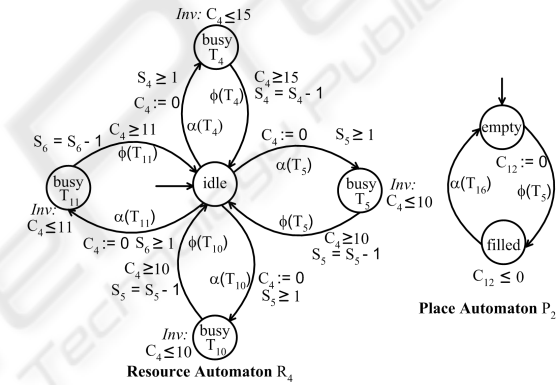 Inv: C₄≤15
busy
T₄
S₄ ≥ 1
C₄:= 0
α(T₄)
ϕ(T₄)
C₄≥15
S₄ = S₄ - 1
S₆ = S₆ - 1
C₄≥11
ϕ(T₁₁)
C₄:= 0
S₅≥ 1
α(T₅)
busy
T₁₁
Inv:
C₄≤11
idle
busy
T₅
Inv:
C₄≤10
α(T₁₁)
C₄:= 0 S₆≥ 1
ϕ(T₅)
C₄≥10
S₅ = S₅ - 1
ϕ(T₁₀)
C₄≥10
S₅ = S₅ - 1
α(T₁₀)
C₄:= 0
S₅≥ 1
Inv:
C₄≤10
busy
T₁₀
Resource Automaton R₄
empty
C₁₂:= 0
α(T₁₆)
ϕ(T₅)
filled
C₁₂ ≤ 0
Place Automaton P₂